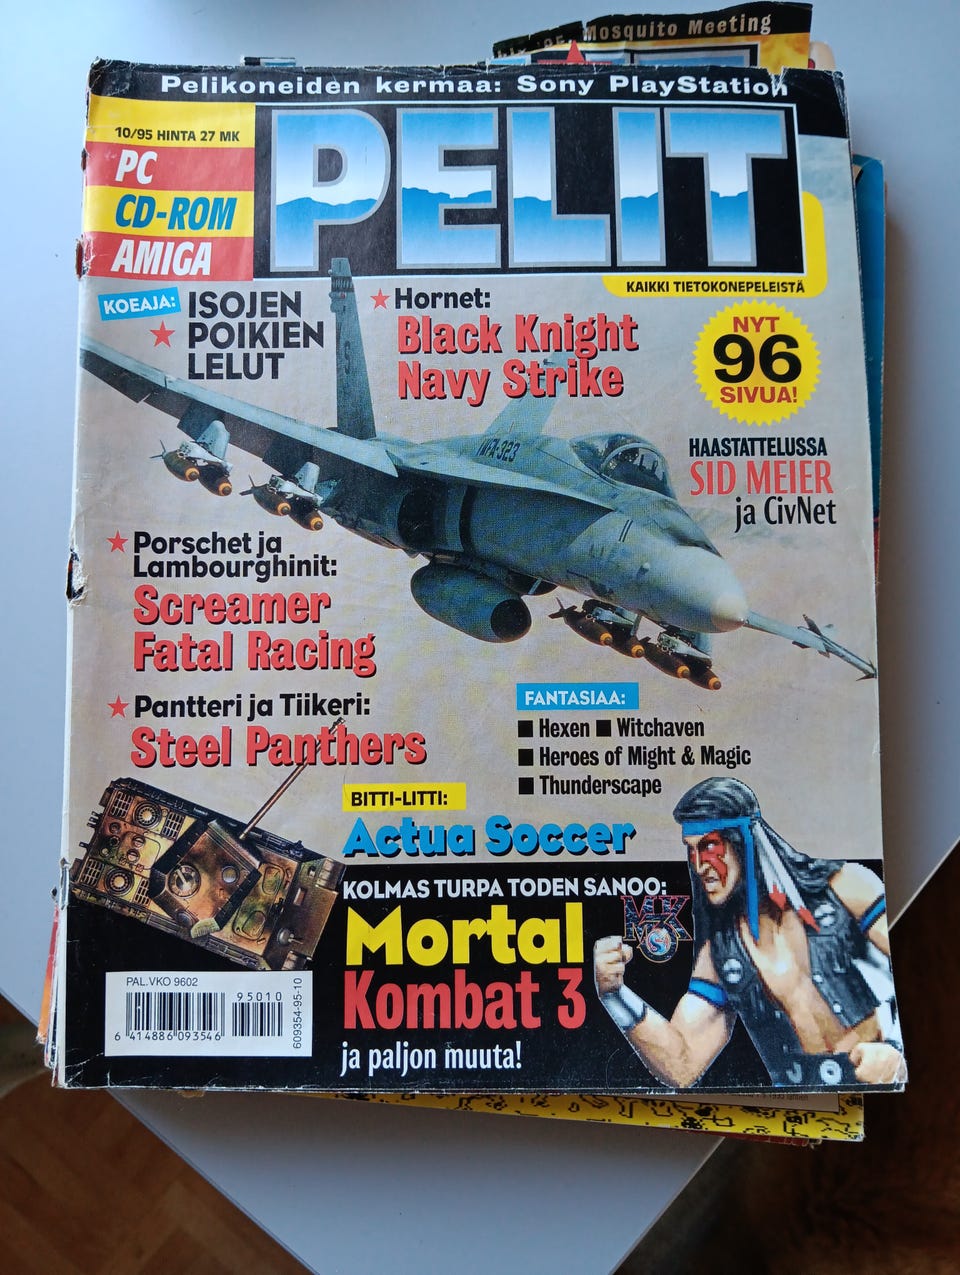 Mosquito Meeting
Pelikoneiden kermaa: Sony PlayStation
10/95 HINTA 27 MK
PC
CD-ROM
AMIGA
PELIT
KAIKKI TIETOKONEPELEISTÄ
KOEAJA:
ISOJEN
POIKIEN
LELUT
Hornet:
Black Knight
Navy Strike
NYT
96
SIVUA!
HAASTATTELUSSA
SID MEIER
ja CivNet
VFA-323
Porschet ja
Lambourghinit:
Screamer
Fatal Racing
Pantteri ja Tiikeri:
Steel Panthers
FANTASIAA:
Hexen Witchaven
Heroes of Might & Magic
Thunderscape
BITTI-LITTI:
Actua Soccer
KOLMAS TURPA TODEN SANOO:
MK
3
Mortal
Kombat 3
ja paljon muuta!
PAL.VKO 9602
95010
6 414886 093546
609354-95-10